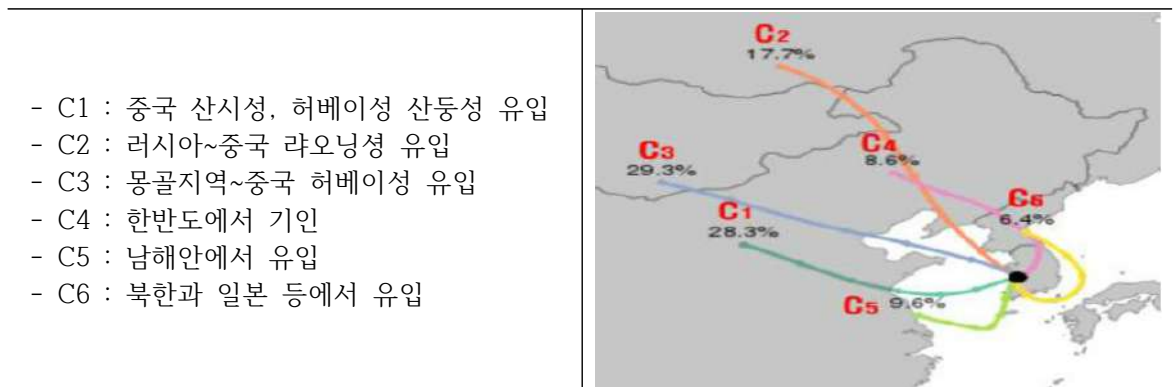 - C1 : 중국 산시성, 허베이성 산둥성 유입
- C2 : 러시아~중국 랴오닝셩 유입
- C3 : 몽골지역~중국 허베이성 유입
- C4 : 한반도에서 기인
- C5 : 남해안에서 유입
- C6 : 북한과 일본 등에서 유입
C2
17.7%
C4
8.6%
C3
29.3%
C6
6.4%
C1
28.3%
C5 9.6%